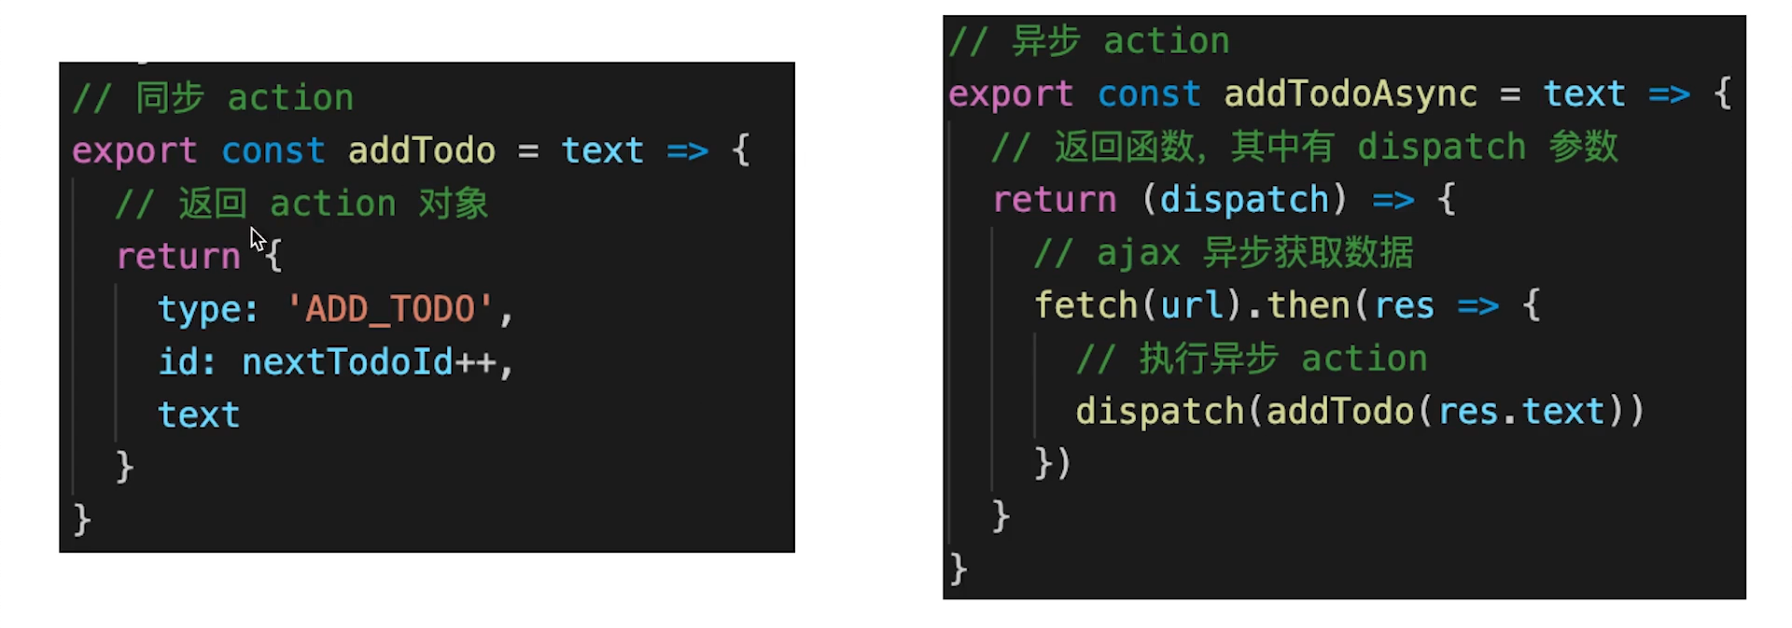 // 同步 action
export const addTodo = text => {
  // 返回 action 对象
  return {
    type: 'ADD_TODO',
    id: nextTodoId++,
    text
  }
}
// 异步 action
export const addTodoAsync = text => {
  // 返回函数，其中有 dispatch 参数
  return (dispatch) => {
    // ajax 异步获取数据
    fetch(url).then(res => {
      // 执行异步 action
      dispatch(addTodo(res.text))
    })
  }
}